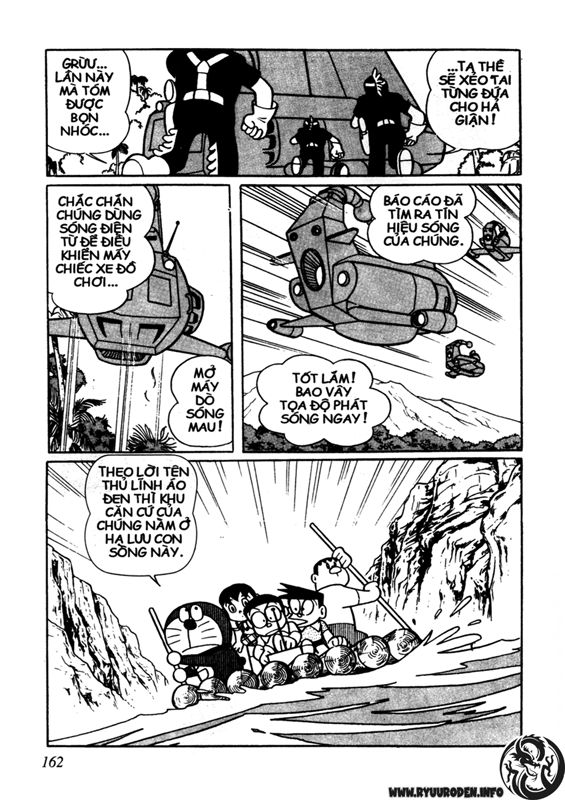 GRỪU...
LẦN NÀY
MÀ TÓM
ĐƯỢC
BỌN
NHÓC...
...TA THỀ
SẼ XẺO TAI
TỪNG ĐỨA
CHO HẢ
GIẬN!
CHẮC CHẮN
CHÚNG DÙNG
SÓNG ĐIỆN
TỪ ĐỂ ĐIỀU
KHIỂN MẤY
CHIẾC XE ĐỒ
CHƠI...
MỞ
MÁY
DÒ
SÓNG
MAU!
BÁO CÁO ĐÃ
TÌM RA TÍN
HIỆU SÓNG
CỦA CHÚNG.
TỐT LẮM!
BAO VÂY
TỌA ĐỘ PHÁT
SÓNG NGAY!
THEO LỜI TÊN
THỦ LĨNH ÁO
ĐEN THÌ KHU
CĂN CỨ CỦA
CHÚNG NẰM Ở
HẠ LƯU CON
SÔNG NÀY.
162
WWW.RYUURODEN.INFO